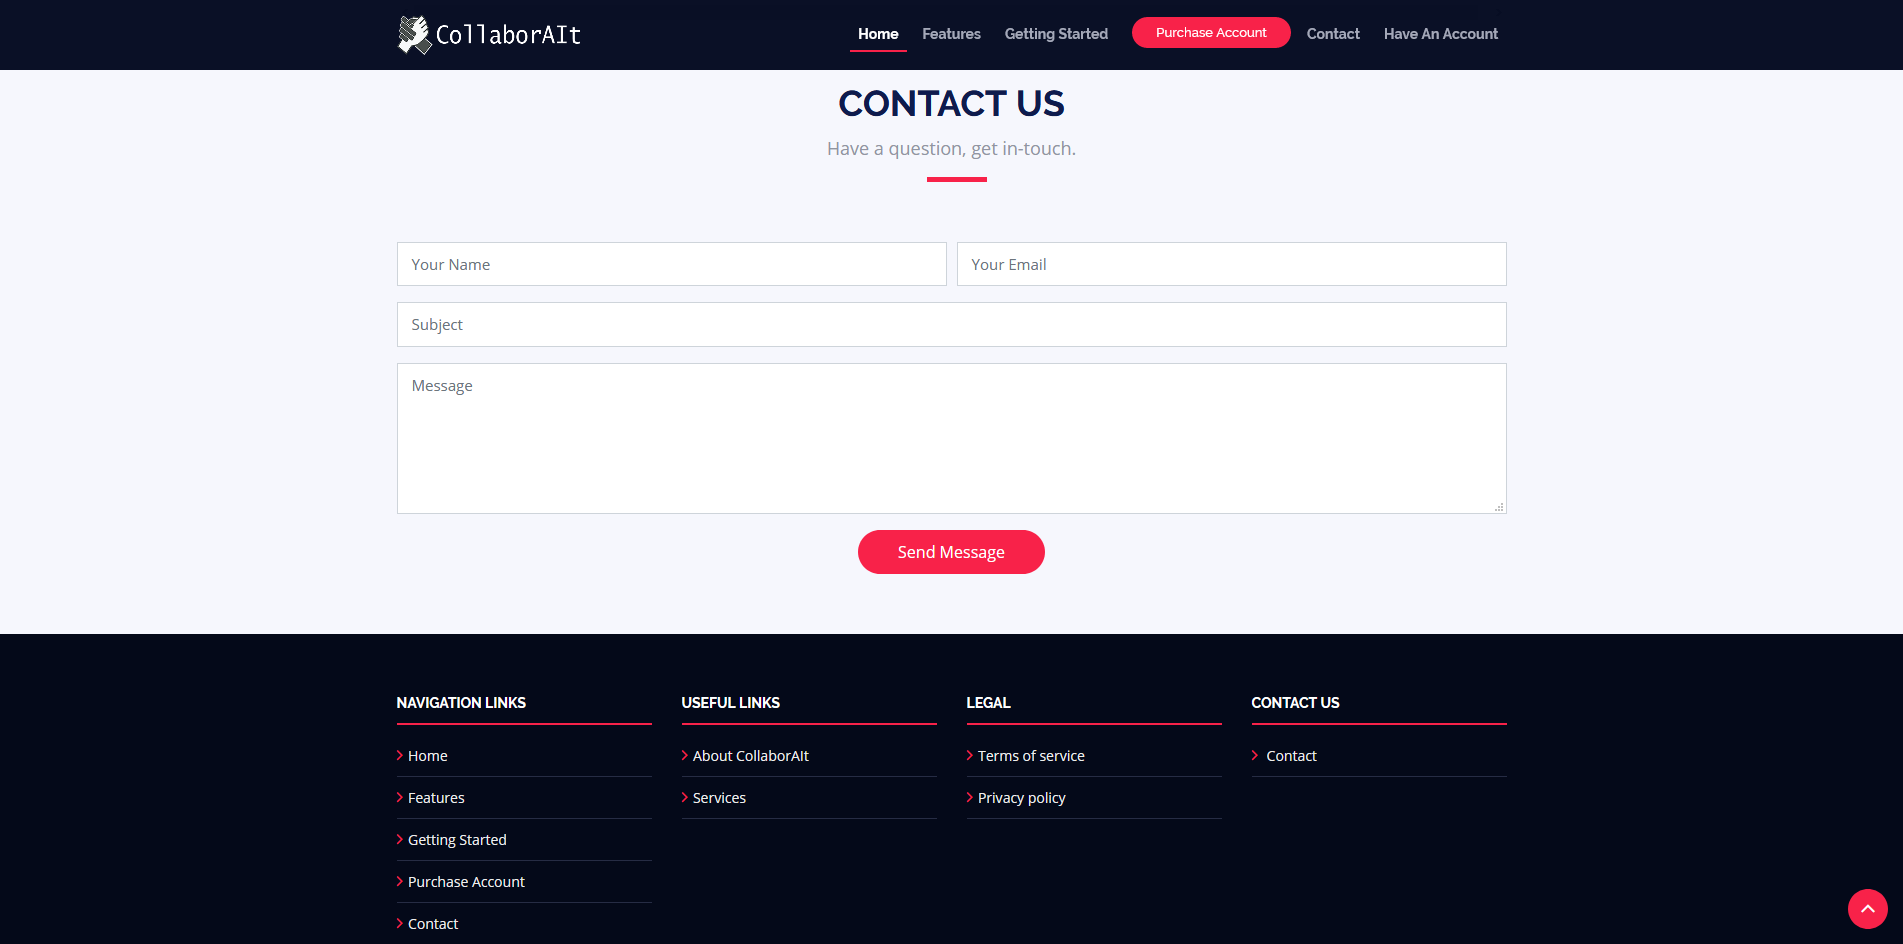 CollaborAIt
Home Features Getting Started Purchase Account Contact Have An Account
CONTACT US
Have a question, get in-touch.
Your Name Your Email
Subject
Message
Send Message
NAVIGATION LINKS USEFUL LINKS LEGAL CONTACT US
Home About CollaborAIt Terms of service Contact
Features Services Privacy policy
Getting Started
Purchase Account
Contact